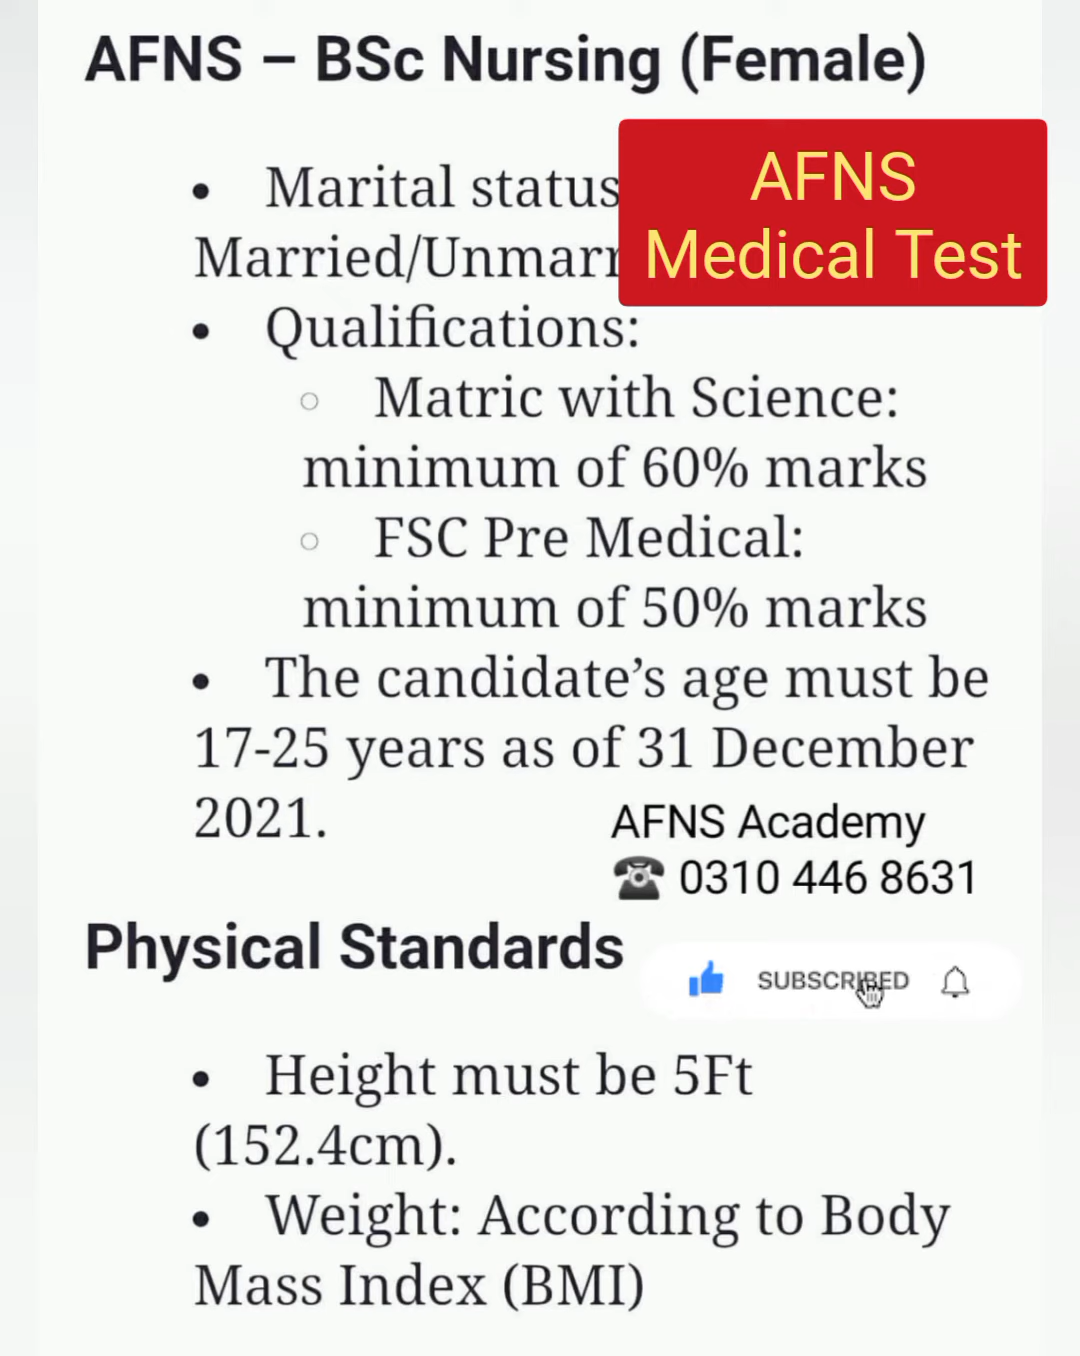 AFNS – BSc Nursing (Female)
AFNS
Medical Test
• Marital status
Married/Unmarr
• Qualifications:
○ Matric with Science:
minimum of 60% marks
○ FSC Pre Medical:
minimum of 50% marks
• The candidate’s age must be
17-25 years as of 31 December
2021.
AFNS Academy
☎ 0310 446 8631
Physical Standards
SUBSCRIBED
• Height must be 5Ft
(152.4cm).
• Weight: According to Body
Mass Index (BMI)